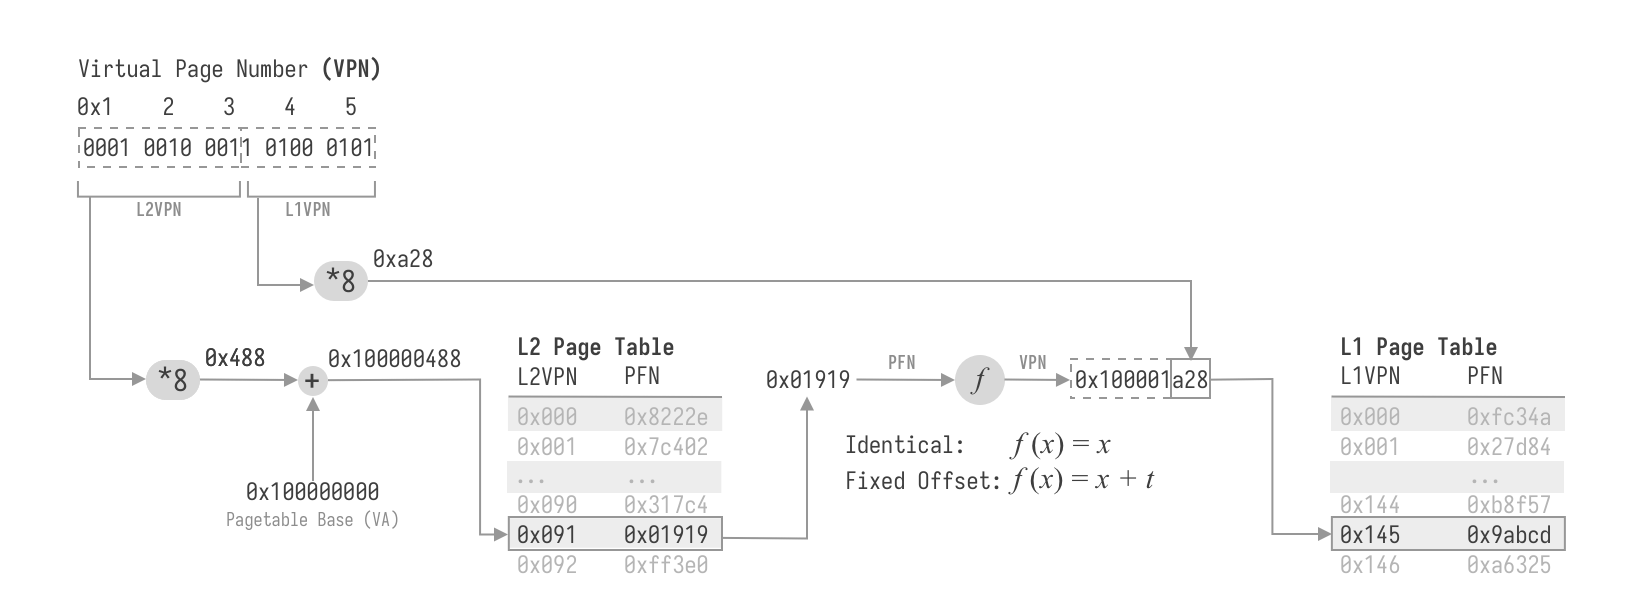 Virtual Page Number (VPN)
0x1 2 3 4 5
0001 0010 0011 0100 0101
L2VPN L1VPN
*8 0xa28
*8 0x488 + 0x100000488
0x100000000
Pagetable Base (VA)
L2 Page Table
L2VPN PFN
0x000 0x8222e
0x001 0x7c402
... ...
0x090 0x317c4
0x091 0x01919
0x092 0xff3e0
0x01919 PFN f VPN 0x100001a28
Identical: f(x) = x
Fixed Offset: f(x) = x + t
L1 Page Table
L1VPN PFN
0x000 0xfc34a
0x001 0x27d84
...
0x144 0xb8f57
0x145 0x9abcd
0x146 0xa6325